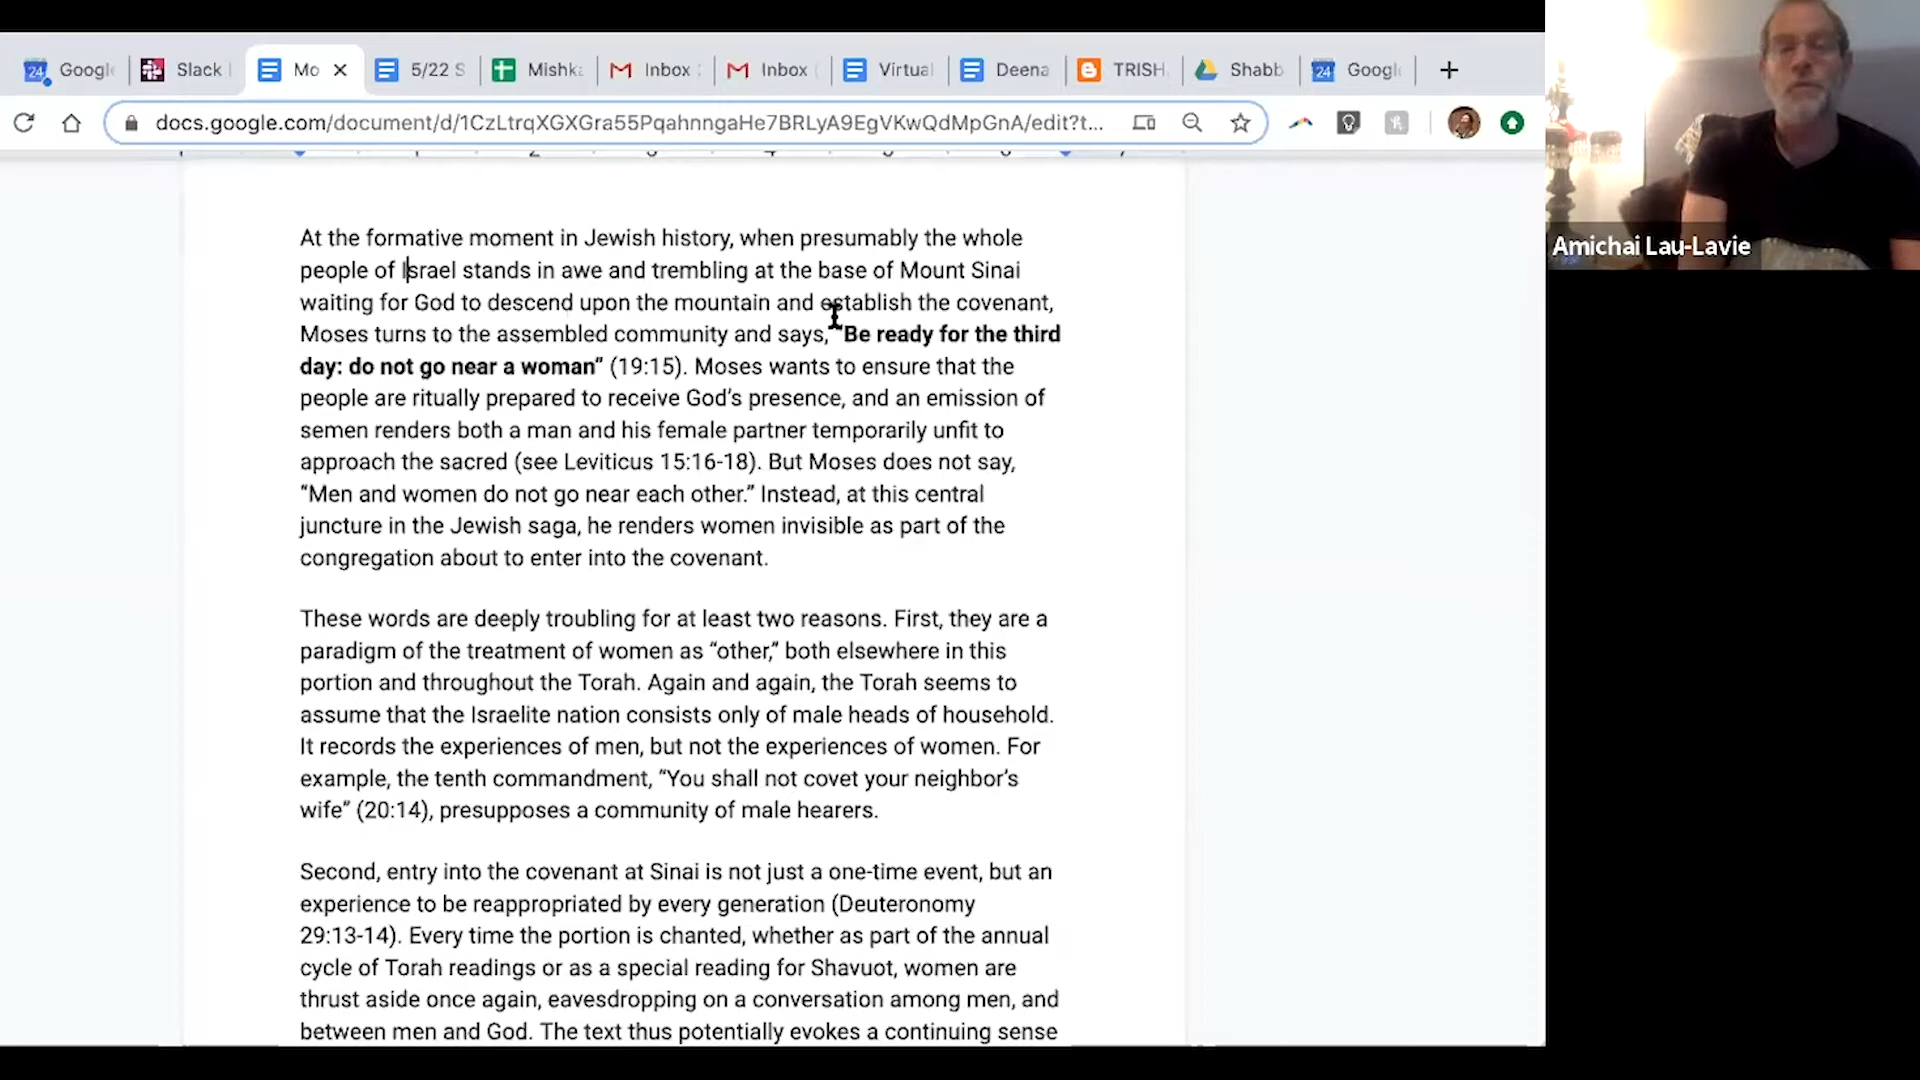 Google
Slack
Mo
5/22 S
Mishka
Inbox
Inbox
Virtual
Deena
TRISH
Shabb
Google
docs.google.com/document/d/1CzLtrqXGXGra55PqahnngaHe7BRLyA9EgVKwQdMpGnA/edit?t...
At the formative moment in Jewish history, when presumably the whole
people of Israel stands in awe and trembling at the base of Mount Sinai
waiting for God to descend upon the mountain and establish the covenant,
Moses turns to the assembled community and says, “Be ready for the third
day: do not go near a woman” (19:15). Moses wants to ensure that the
people are ritually prepared to receive God’s presence, and an emission of
semen renders both a man and his female partner temporarily unfit to
approach the sacred (see Leviticus 15:16-18). But Moses does not say,
“Men and women do not go near each other.” Instead, at this central
juncture in the Jewish saga, he renders women invisible as part of the
congregation about to enter into the covenant.
These words are deeply troubling for at least two reasons. First, they are a
paradigm of the treatment of women as “other,” both elsewhere in this
portion and throughout the Torah. Again and again, the Torah seems to
assume that the Israelite nation consists only of male heads of household.
It records the experiences of men, but not the experiences of women. For
example, the tenth commandment, “You shall not covet your neighbor’s
wife” (20:14), presupposes a community of male hearers.
Second, entry into the covenant at Sinai is not just a one-time event, but an
experience to be reappropriated by every generation (Deuteronomy
29:13-14). Every time the portion is chanted, whether as part of the annual
cycle of Torah readings or as a special reading for Shavuot, women are
thrust aside once again, eavesdropping on a conversation among men, and
between men and God. The text thus potentially evokes a continuing sense
Amichai Lau-Lavie